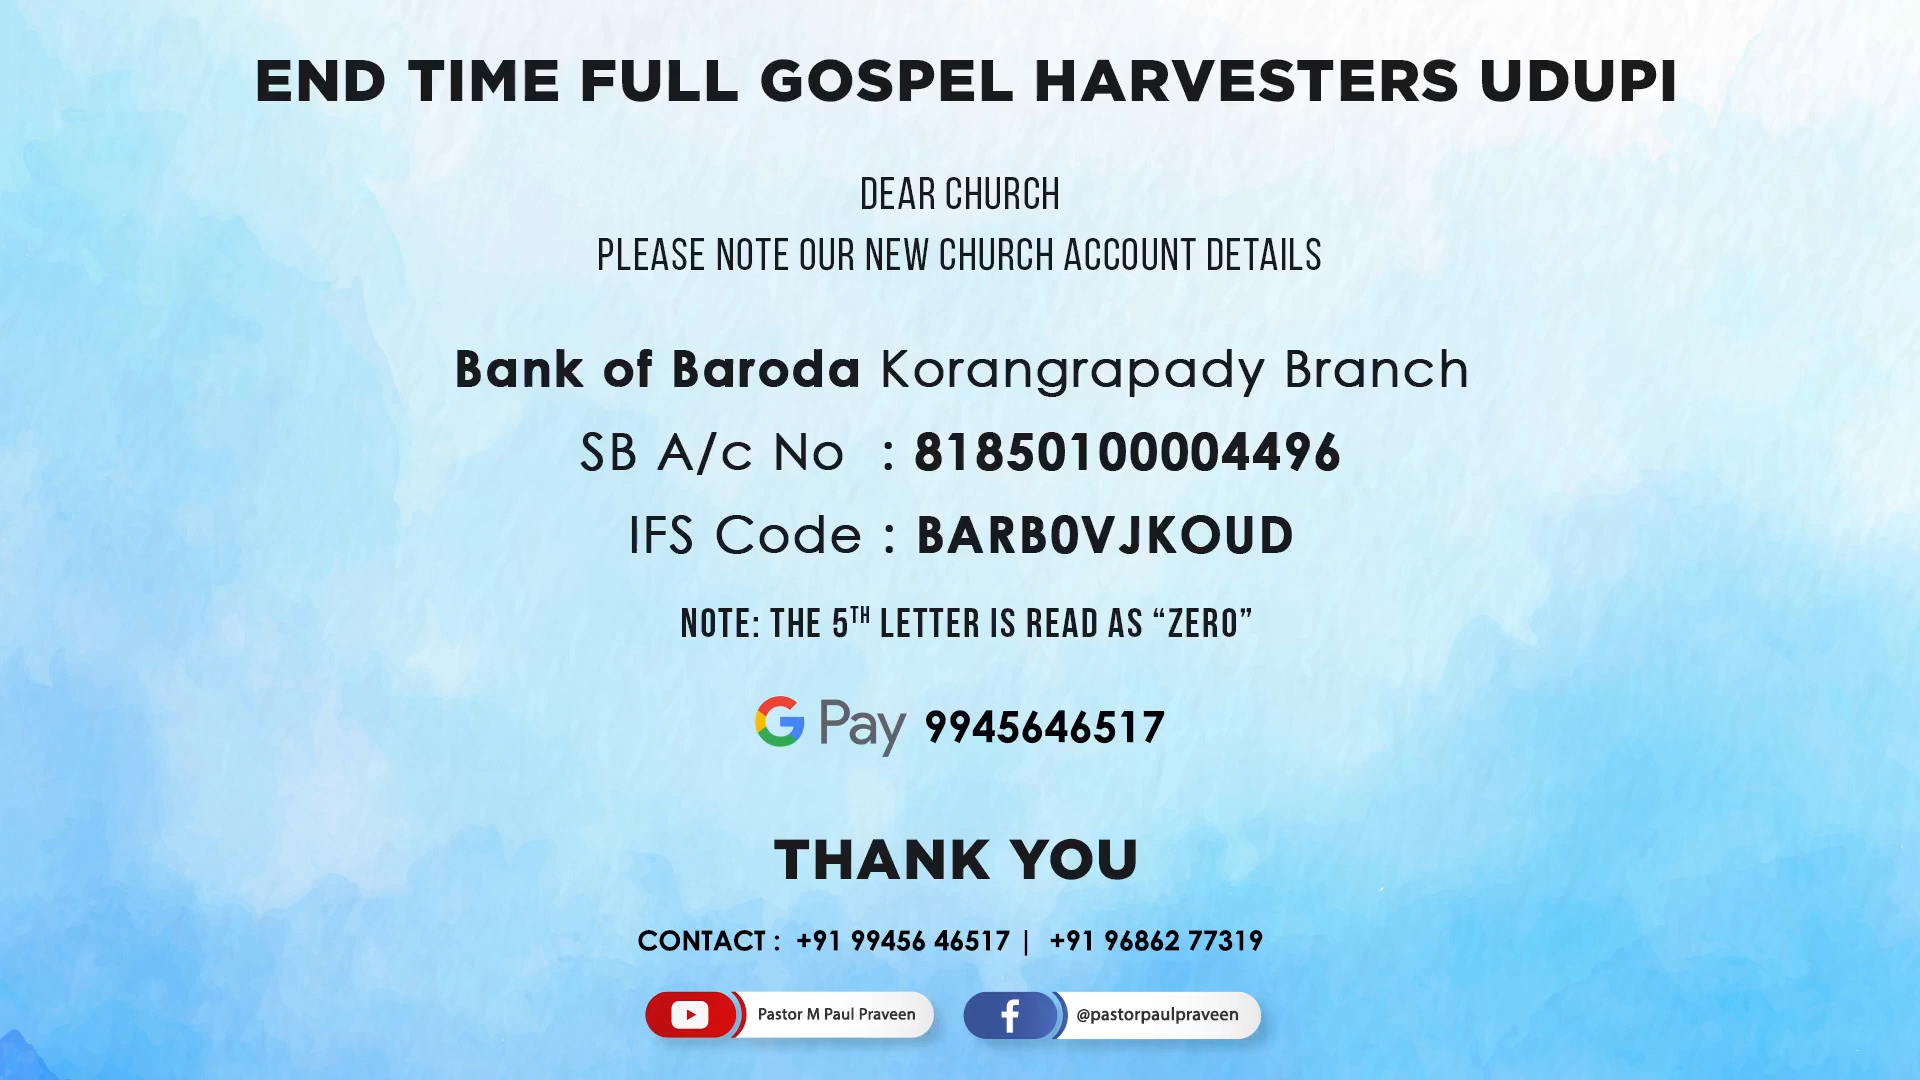 END TIME FULL GOSPEL HARVESTERS UDUPI
DEAR CHURCH
PLEASE NOTE OUR NEW CHURCH ACCOUNT DETAILS
Bank of Baroda Korangrapady Branch
SB A/c No : 81850100004496
IFS Code : BARB0VJKOUD
NOTE: THE 5TH LETTER IS READ AS “ZERO”
G Pay 9945646517
THANK YOU
CONTACT : +91 99456 46517 | +91 96862 77319
Pastor M Paul Praveen
@pastorpaulpraveen